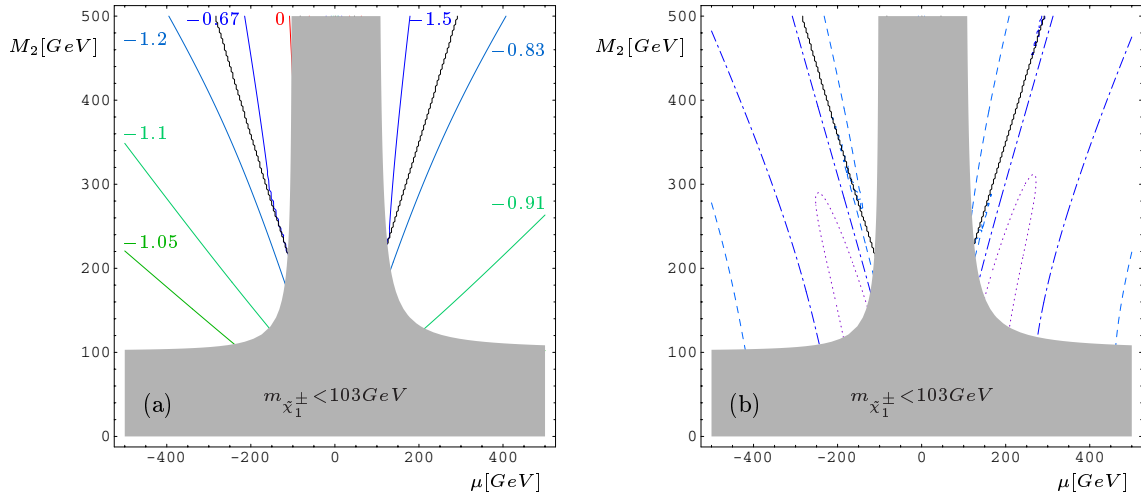 −0.67 0 −1.5
M₂[GeV] −1.2 −0.83
−1.1
−0.91
−1.05
500
400
300
200
100
0
(a) m_{χ̃₁^±}<103GeV
−400 −200 0 200 400
μ[GeV]
M₂[GeV]
500
400
300
200
100
0
(b) m_{χ̃₁^±}<103GeV
−400 −200 0 200 400
μ[GeV]